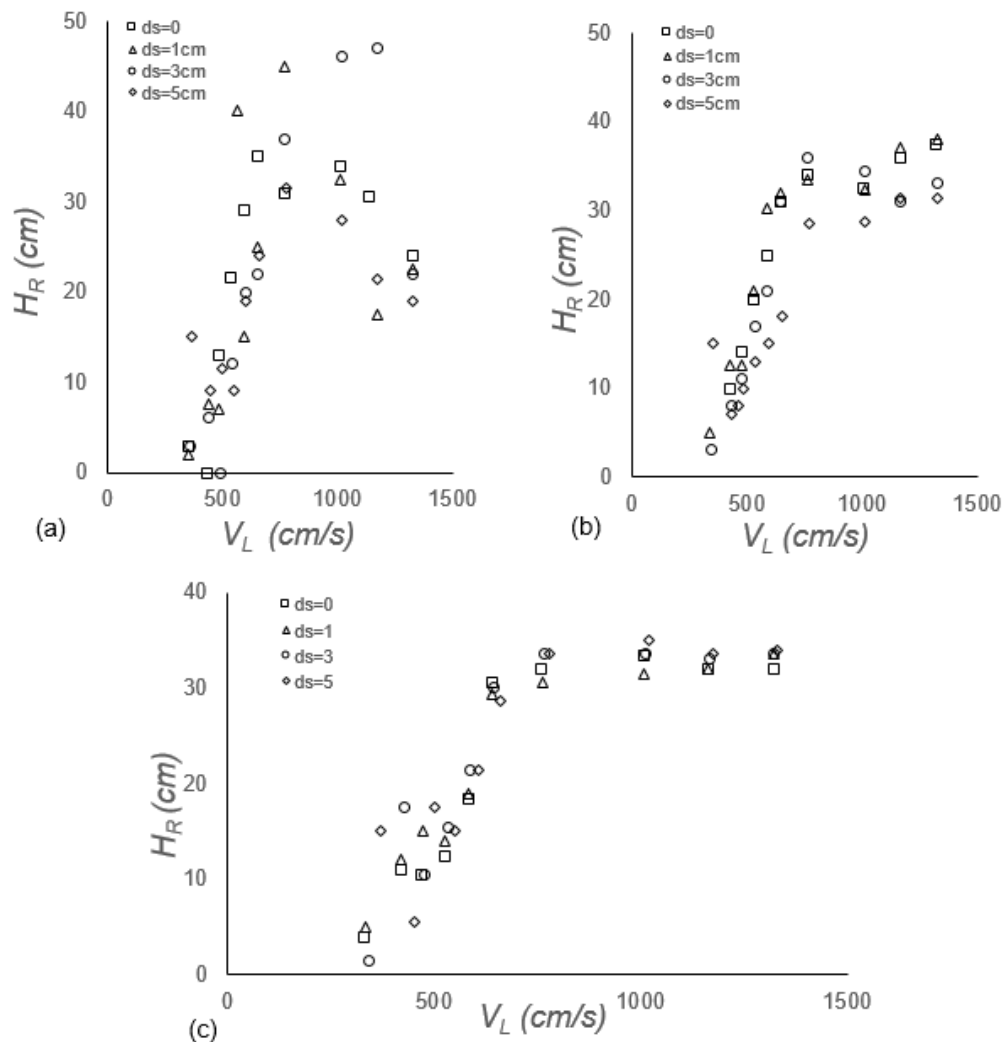 50
40
30
20
10
0
H_R (cm)
ds=0
ds=1cm
ds=3cm
ds=5cm
0 500 1000 1500
(a)
V_L (cm/s)
50
40
30
20
10
0
H_R (cm)
ds=0
ds=1cm
ds=3cm
ds=5cm
0 500 1000 1500
(b)
V_L (cm/s)
40
30
20
10
0
H_R (cm)
ds=0
ds=1
ds=3
ds=5
0 500 1000 1500
(c)
V_L (cm/s)